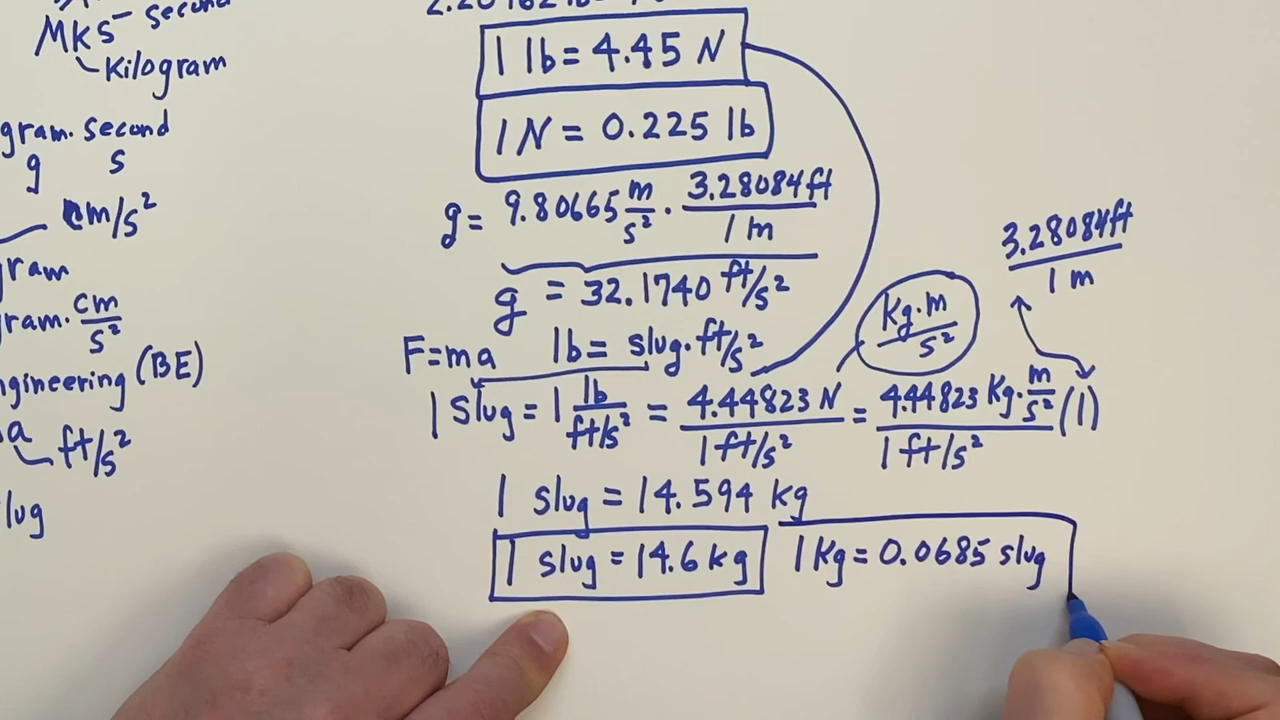 MKS - second
Kilogram
gram. second
g s
cm/s²
gram
gram. cm/s²
ngineering (BE)
a
ft/s²
lug
1 lb = 4.45 N
1 N = 0.225 lb
g = 9.80665 m/s² · 3.28084 ft / 1 m
g = 32.1740 ft/s²
F = ma lb = slug·ft/s²
Kg·m/s²
3.28084 ft / 1 m
1 Slug = 1 lb / ft/s² = 4.44823 N / 1 ft/s² = 4.44823 Kg·m/s² / 1 ft/s² (1)
1 slug = 14.594 kg
1 slug = 14.6 kg 1 Kg = 0.0685 slug